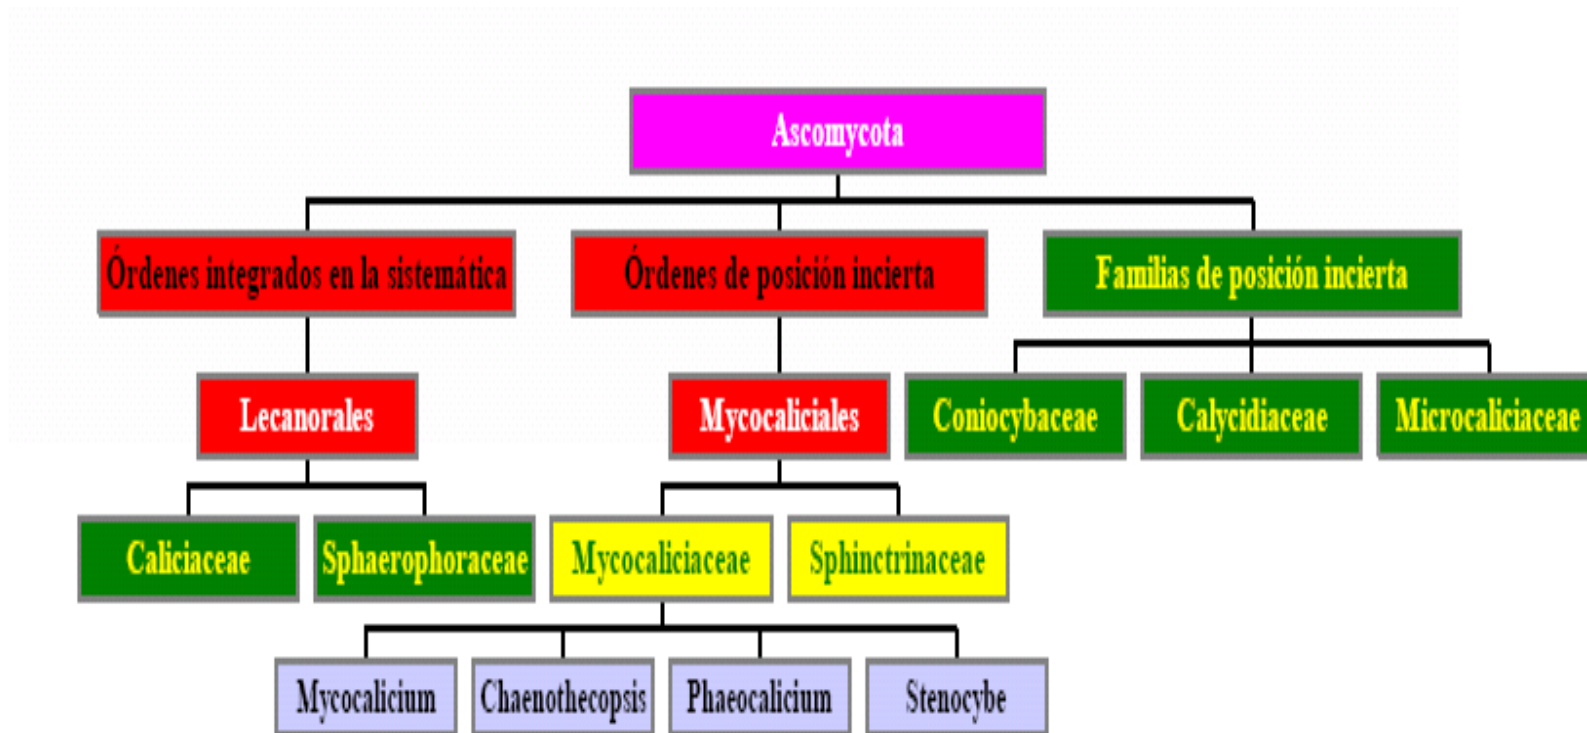 Ascomycota
Órdenes integrados en la sistemática
Órdenes de posición incierta
Familias de posición incierta
Lecanorales
Mycocaliciales
Coniocybaceae
Calycidiaceae
Microcaliciaceae
Caliciaceae
Sphaerophoraceae
Mycocaliciaceae
Sphinctrinaceae
Mycocalicium
Chaenothecopsis
Phaeocalicium
Stenocybe